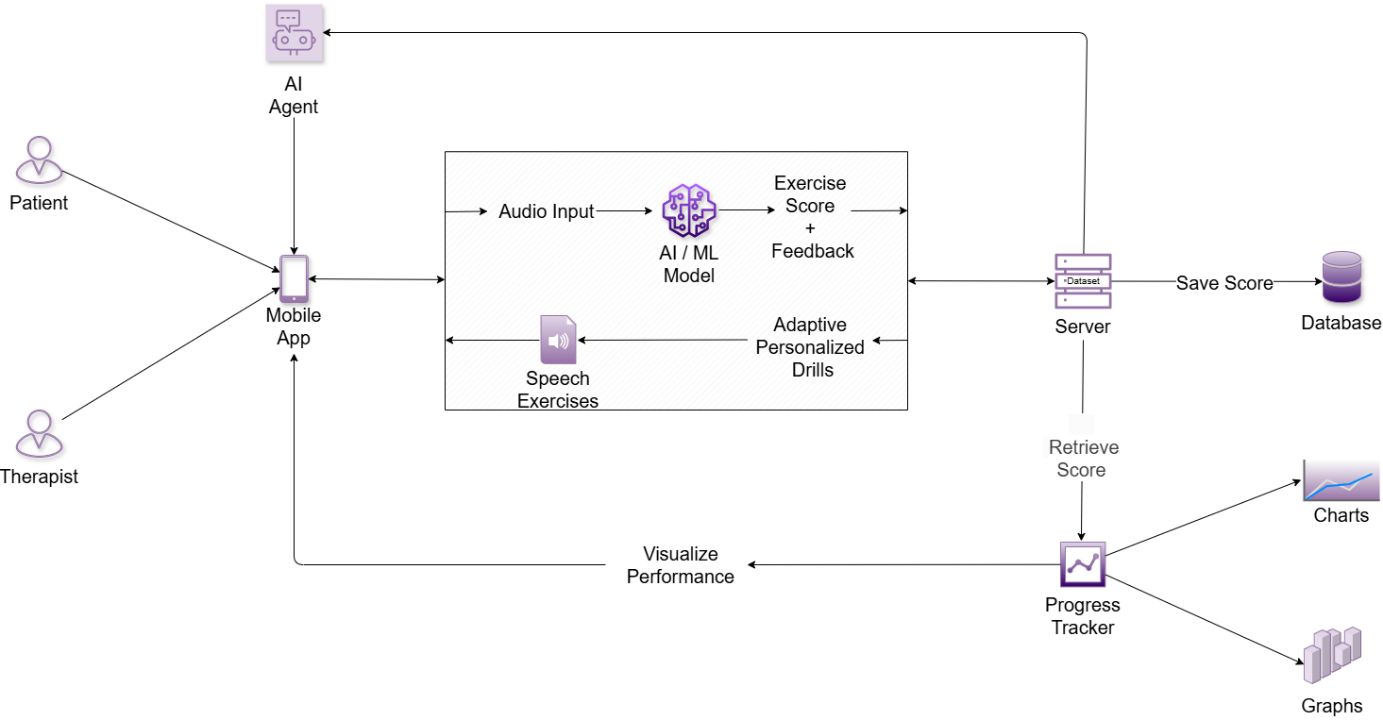 AI
Agent
Patient
Audio Input
AI / ML
Model
Exercise
Score
+
Feedback
Mobile
App
Dataset
Server
Save Score
Database
Speech
Exercises
Adaptive
Personalized
Drills
Therapist
Retrieve
Score
Charts
Visualize
Performance
Progress
Tracker
Graphs